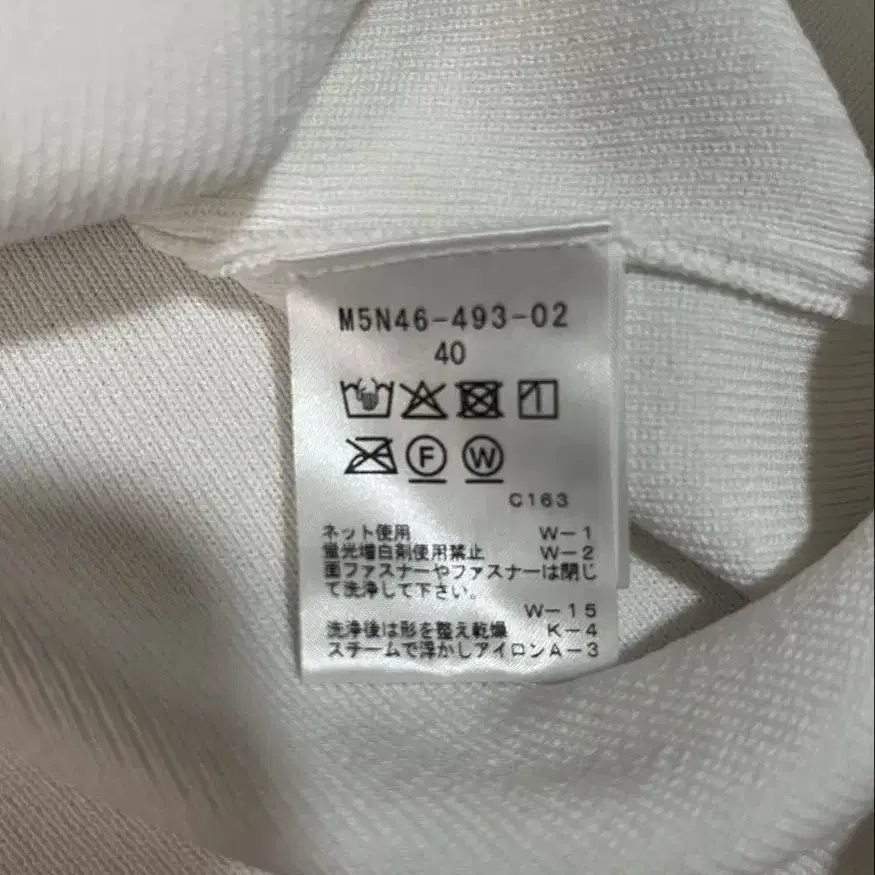 M5N46-493-02
40
F W
C163
ネット使用 W-1
蛍光増白剤使用禁止 W-2
面ファスナーやファスナーは閉じ
て洗浄して下さい。
W-15
洗浄後は形を整え乾燥 K-4
スチームで浮かしアイロンA-3